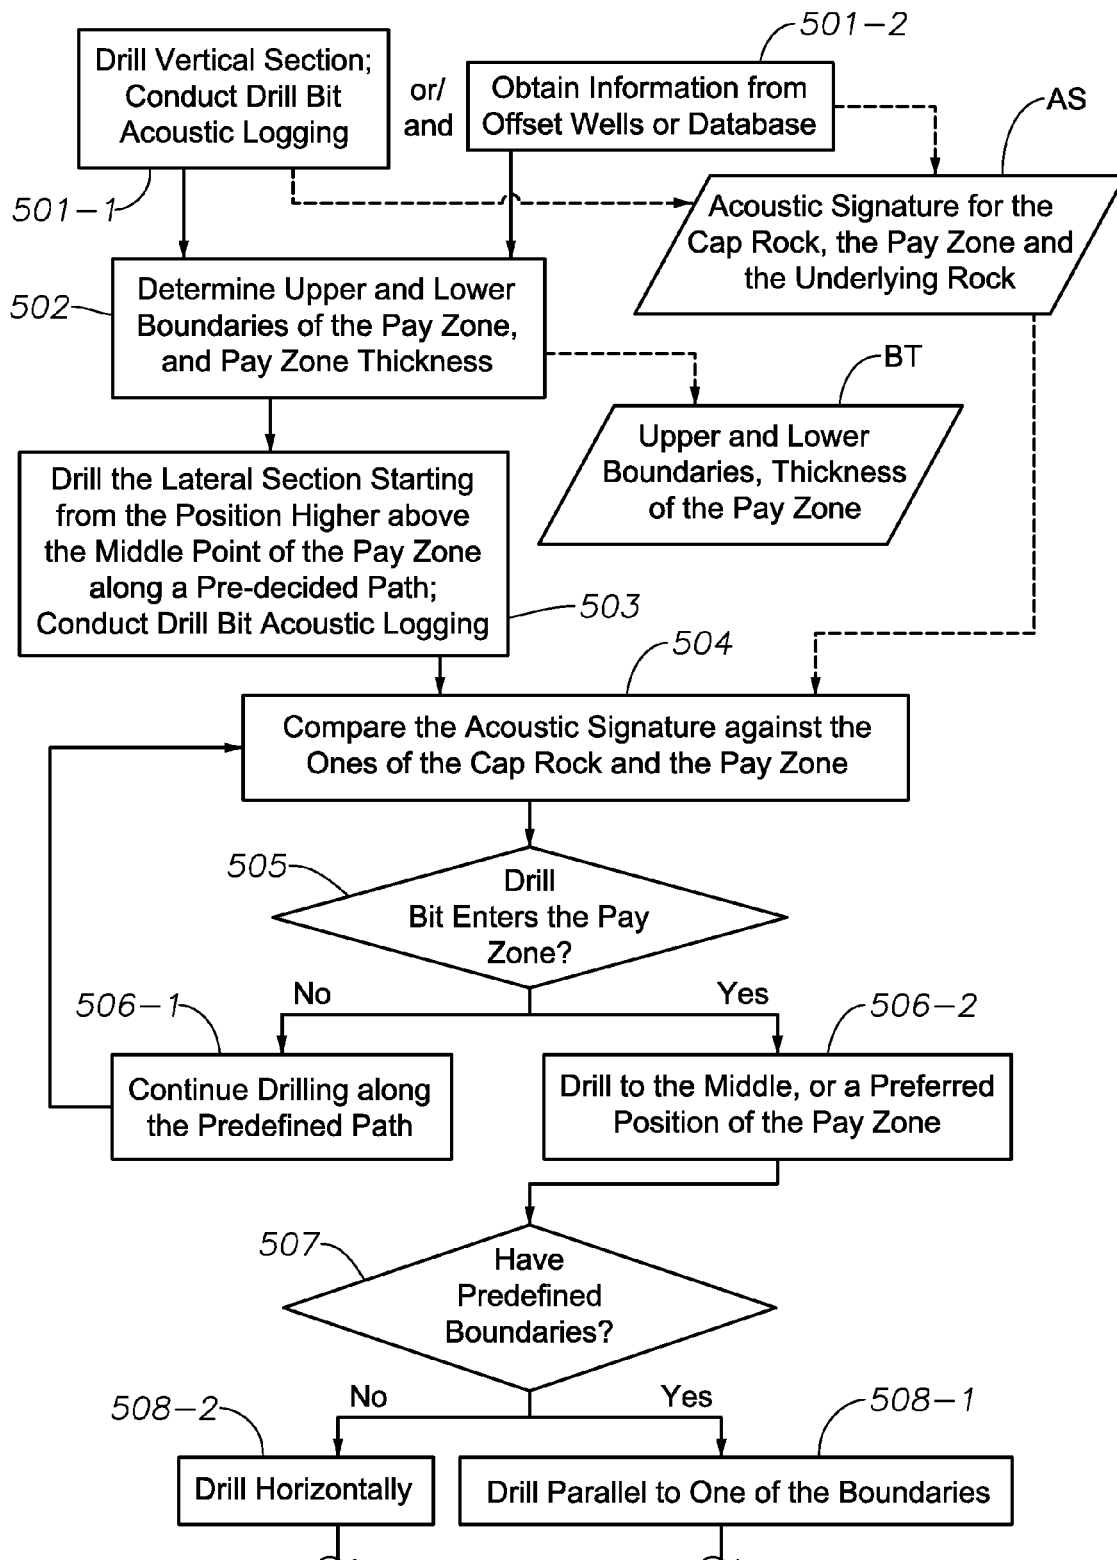 501-2
Drill Vertical Section;
Conduct Drill Bit
Acoustic Logging
or/
and
Obtain Information from
Offset Wells or Database
AS
501-1
Acoustic Signature for the
Cap Rock, the Pay Zone and
the Underlying Rock
502
Determine Upper and Lower
Boundaries of the Pay Zone,
and Pay Zone Thickness
BT
Upper and Lower
Boundaries, Thickness
of the Pay Zone
Drill the Lateral Section Starting
from the Position Higher above
the Middle Point of the Pay Zone
along a Pre-decided Path;
Conduct Drill Bit Acoustic Logging
503
504
Compare the Acoustic Signature against the
Ones of the Cap Rock and the Pay Zone
505
Drill
Bit Enters the Pay
Zone?
No
Yes
506-1
506-2
Continue Drilling along
the Predefined Path
Drill to the Middle, or a Preferred
Position of the Pay Zone
507
Have
Predefined
Boundaries?
No
Yes
508-2
508-1
Drill Horizontally
Drill Parallel to One of the Boundaries